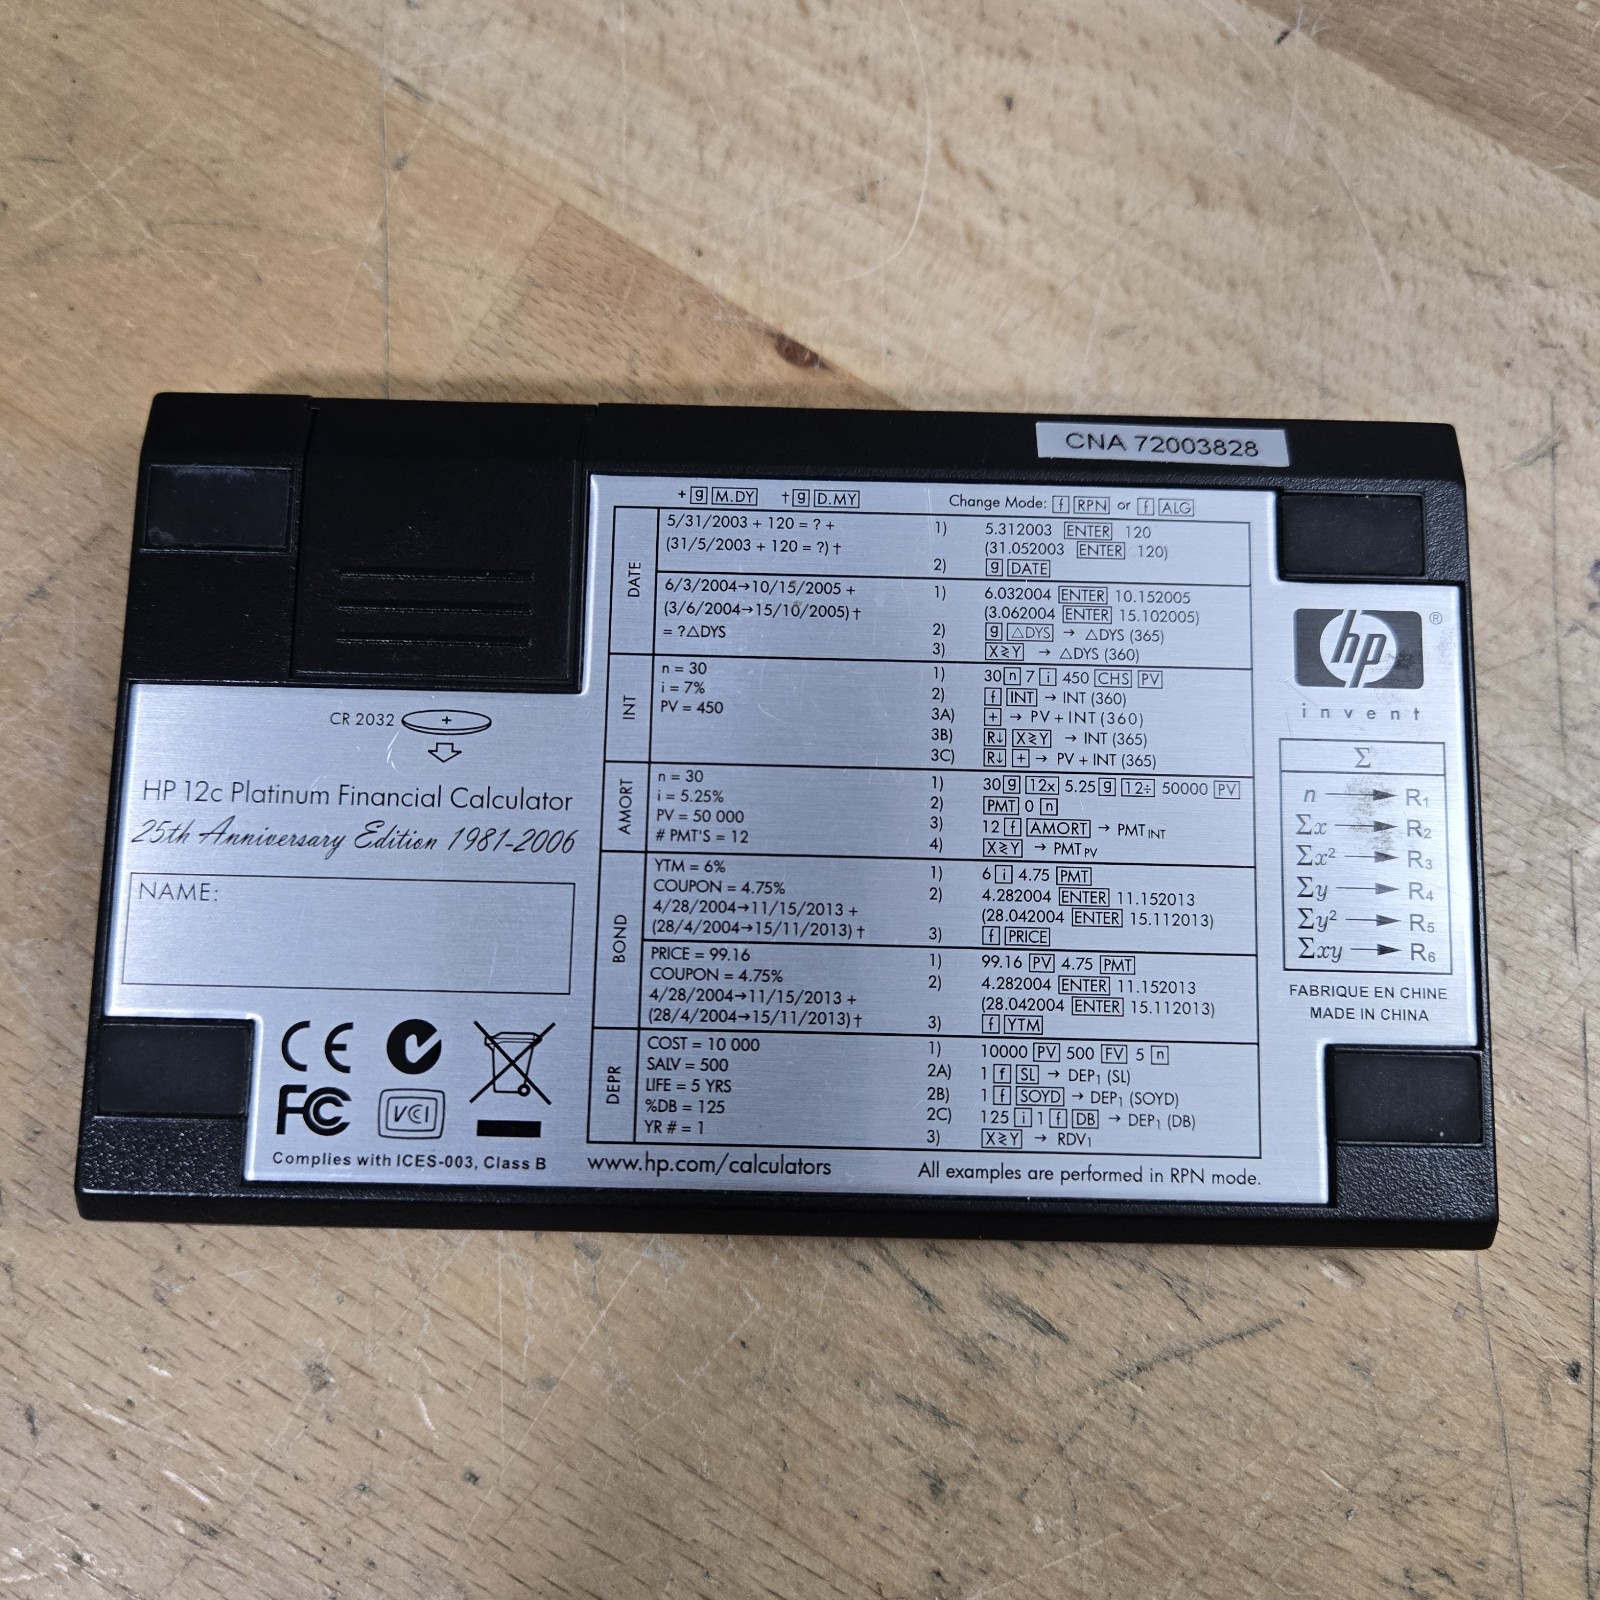 CNA 72003828
+ g M.DY † g D.MY Change Mode: f RPN or f ALG
DATE
5/31/2003 + 120 = ? + 1) 5.312003 ENTER 120
(31/5/2003 + 120 = ?) † (31.052003 ENTER 120)
2) g DATE
6/3/2004→10/15/2005 + 1) 6.032004 ENTER 10.152005
(3/6/2004→15/10/2005) † (3.062004 ENTER 15.102005)
= ?△DYS 2) g △DYS → △DYS (365)
3) X≷Y → △DYS (360)
INT
n = 30 1) 30 n 7 i 450 CHS PV
i = 7% 2) f INT → INT (360)
PV = 450 3A) + → PV + INT (360)
3B) R↓ X≷Y → INT (365)
3C) R↓ + → PV + INT (365)
AMORT
n = 30 1) 30 g 12x 5.25 g 12÷ 50000 PV
i = 5.25% 2) PMT 0 n
PV = 50 000 3) 12 f AMORT → PMT INT
# PMT'S = 12 4) X≷Y → PMT PV
BOND
YTM = 6% 1) 6 i 4.75 PMT
COUPON = 4.75% 2) 4.282004 ENTER 11.152013
4/28/2004→11/15/2013 + (28.042004 ENTER 15.112013)
(28/4/2004→15/11/2013) † 3) f PRICE
PRICE = 99.16 1) 99.16 PV 4.75 PMT
COUPON = 4.75% 2) 4.282004 ENTER 11.152013
4/28/2004→11/15/2013 + (28.042004 ENTER 15.112013)
(28/4/2004→15/11/2013) † 3) f YTM
DEPR
COST = 10 000 1) 10000 PV 500 FV 5 n
SALV = 500 2A) 1 f SL → DEP₁ (SL)
LIFE = 5 YRS 2B) 1 f SOYD → DEP₁ (SOYD)
%DB = 125 2C) 125 i 1 f DB → DEP₁ (DB)
YR # = 1 3) X≷Y → RDV₁
www.hp.com/calculators All examples are performed in RPN mode.
CR 2032 +
HP 12c Platinum Financial Calculator
25th Anniversary Edition 1981-2006
NAME:
CE
FC VCI
Complies with ICES-003, Class B
hp ®
invent
Σ
n → R₁
Σx → R₂
Σx² → R₃
Σy → R₄
Σy² → R₅
Σxy → R₆
FABRIQUE EN CHINE
MADE IN CHINA